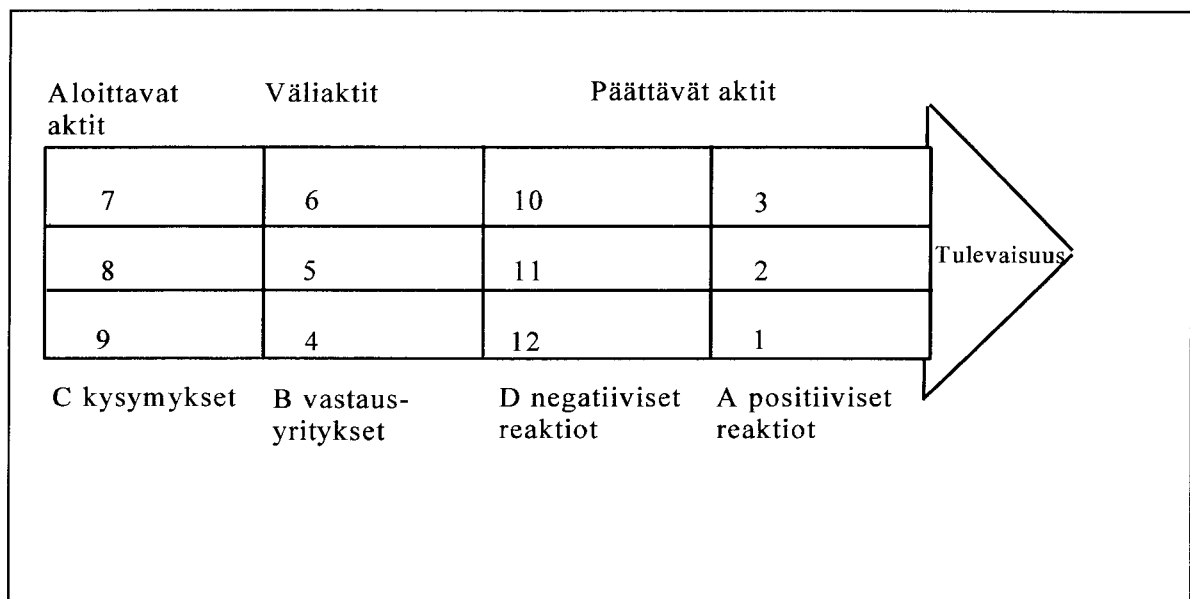 Aloittavat aktit
Väliaktit
Päättävät aktit
7 6 10 3
8 5 11 2
Tulevaisuus
9 4 12 1
C kysymykset
B vastaus-
yritykset
D negatiiviset
reaktiot
A positiiviset
reaktiot